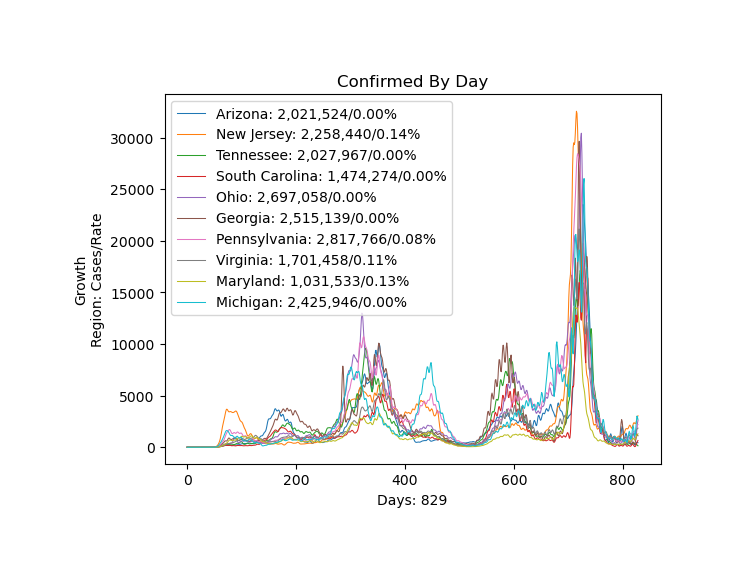 Confirmed By Day
Arizona: 2,021,524/0.00%
New Jersey: 2,258,440/0.14%
Tennessee: 2,027,967/0.00%
South Carolina: 1,474,274/0.00%
Ohio: 2,697,058/0.00%
Georgia: 2,515,139/0.00%
Pennsylvania: 2,817,766/0.08%
Virginia: 1,701,458/0.11%
Maryland: 1,031,533/0.13%
Michigan: 2,425,946/0.00%
Growth
Region: Cases/Rate
30000
25000
20000
15000
10000
5000
0
0 200 400 600 800
Days: 829